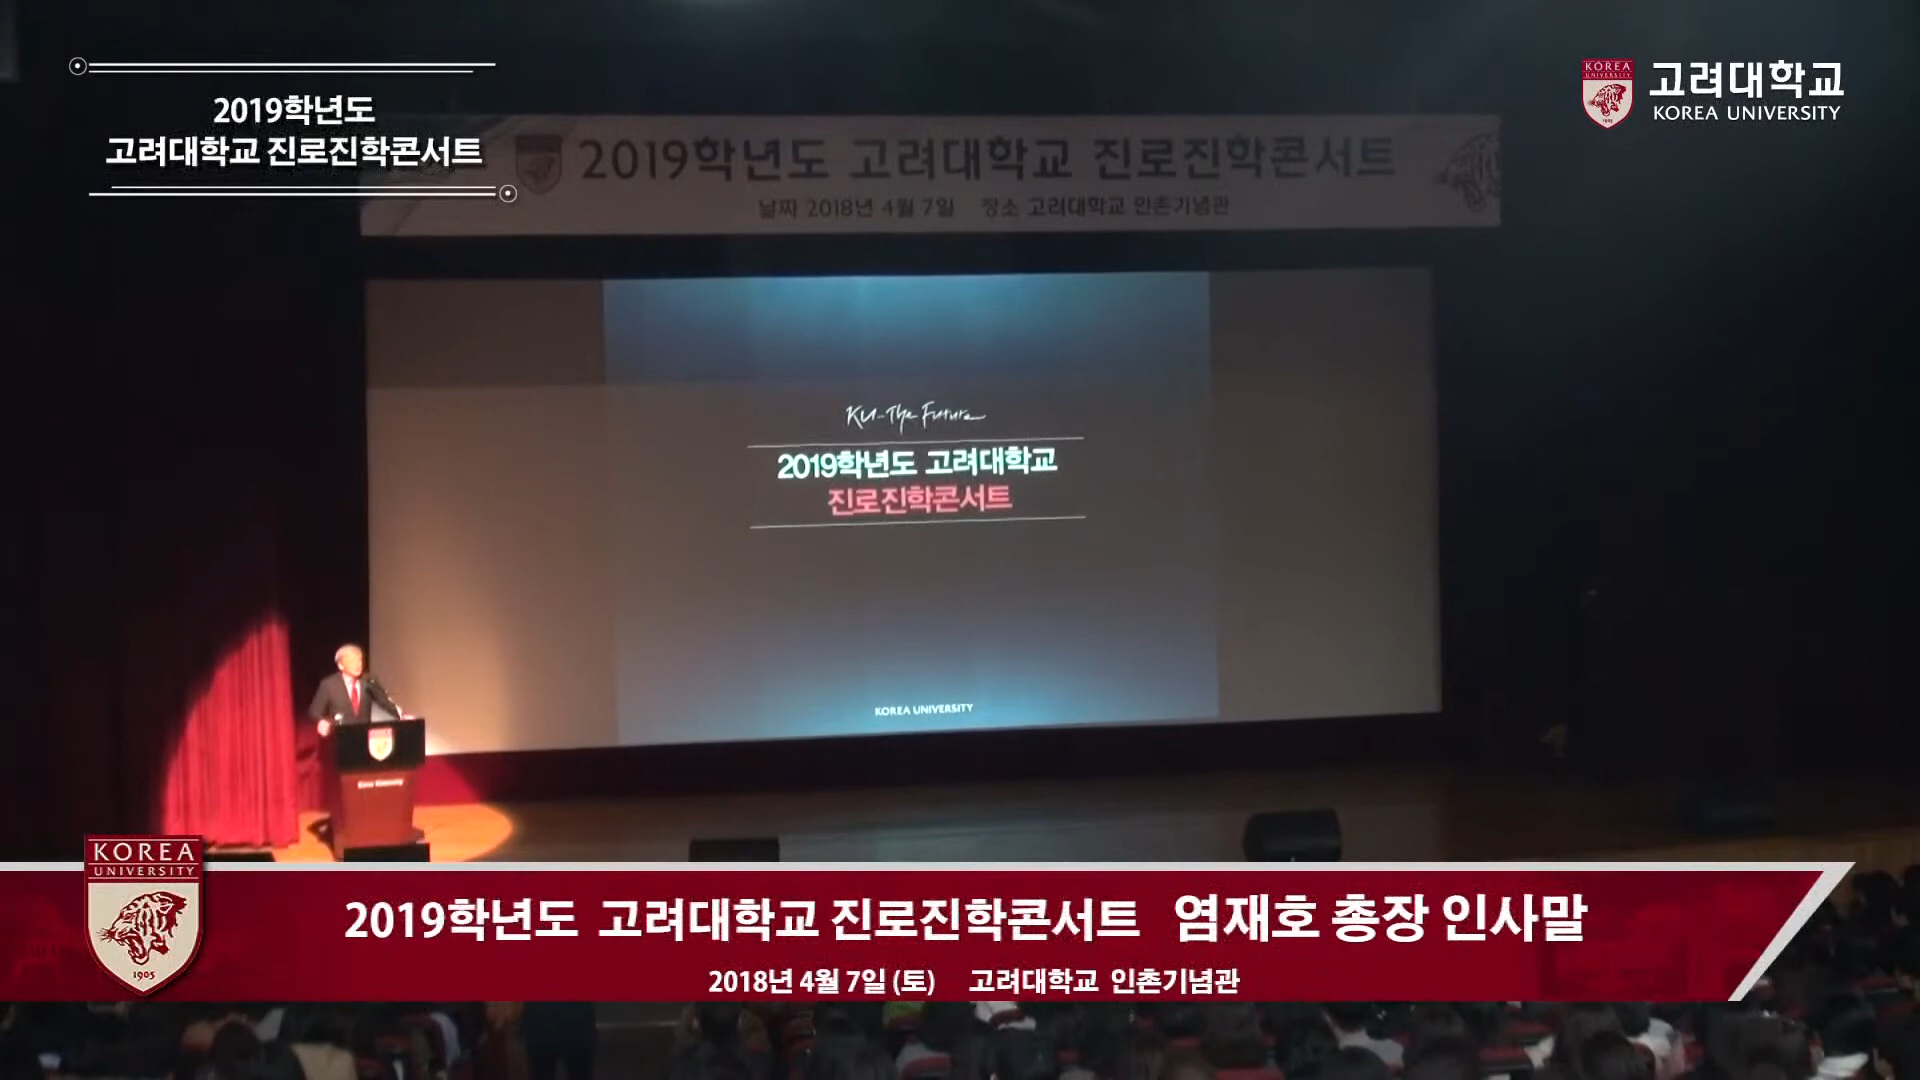 2019학년도
고려대학교 진로진학콘서트
KOREA
UNIVERSITY
1905
고려대학교
KOREA UNIVERSITY
2019학년도 고려대학교 진로진학콘서트
날짜 2018년 4월 7일 장소 고려대학교 인촌기념관
KU-The Future
2019학년도 고려대학교
진로진학콘서트
KOREA UNIVERSITY
Korea University
KOREA
UNIVERSITY
1905
2019학년도 고려대학교 진로진학콘서트 염재호 총장 인사말
2018년 4월 7일 (토) 고려대학교 인촌기념관